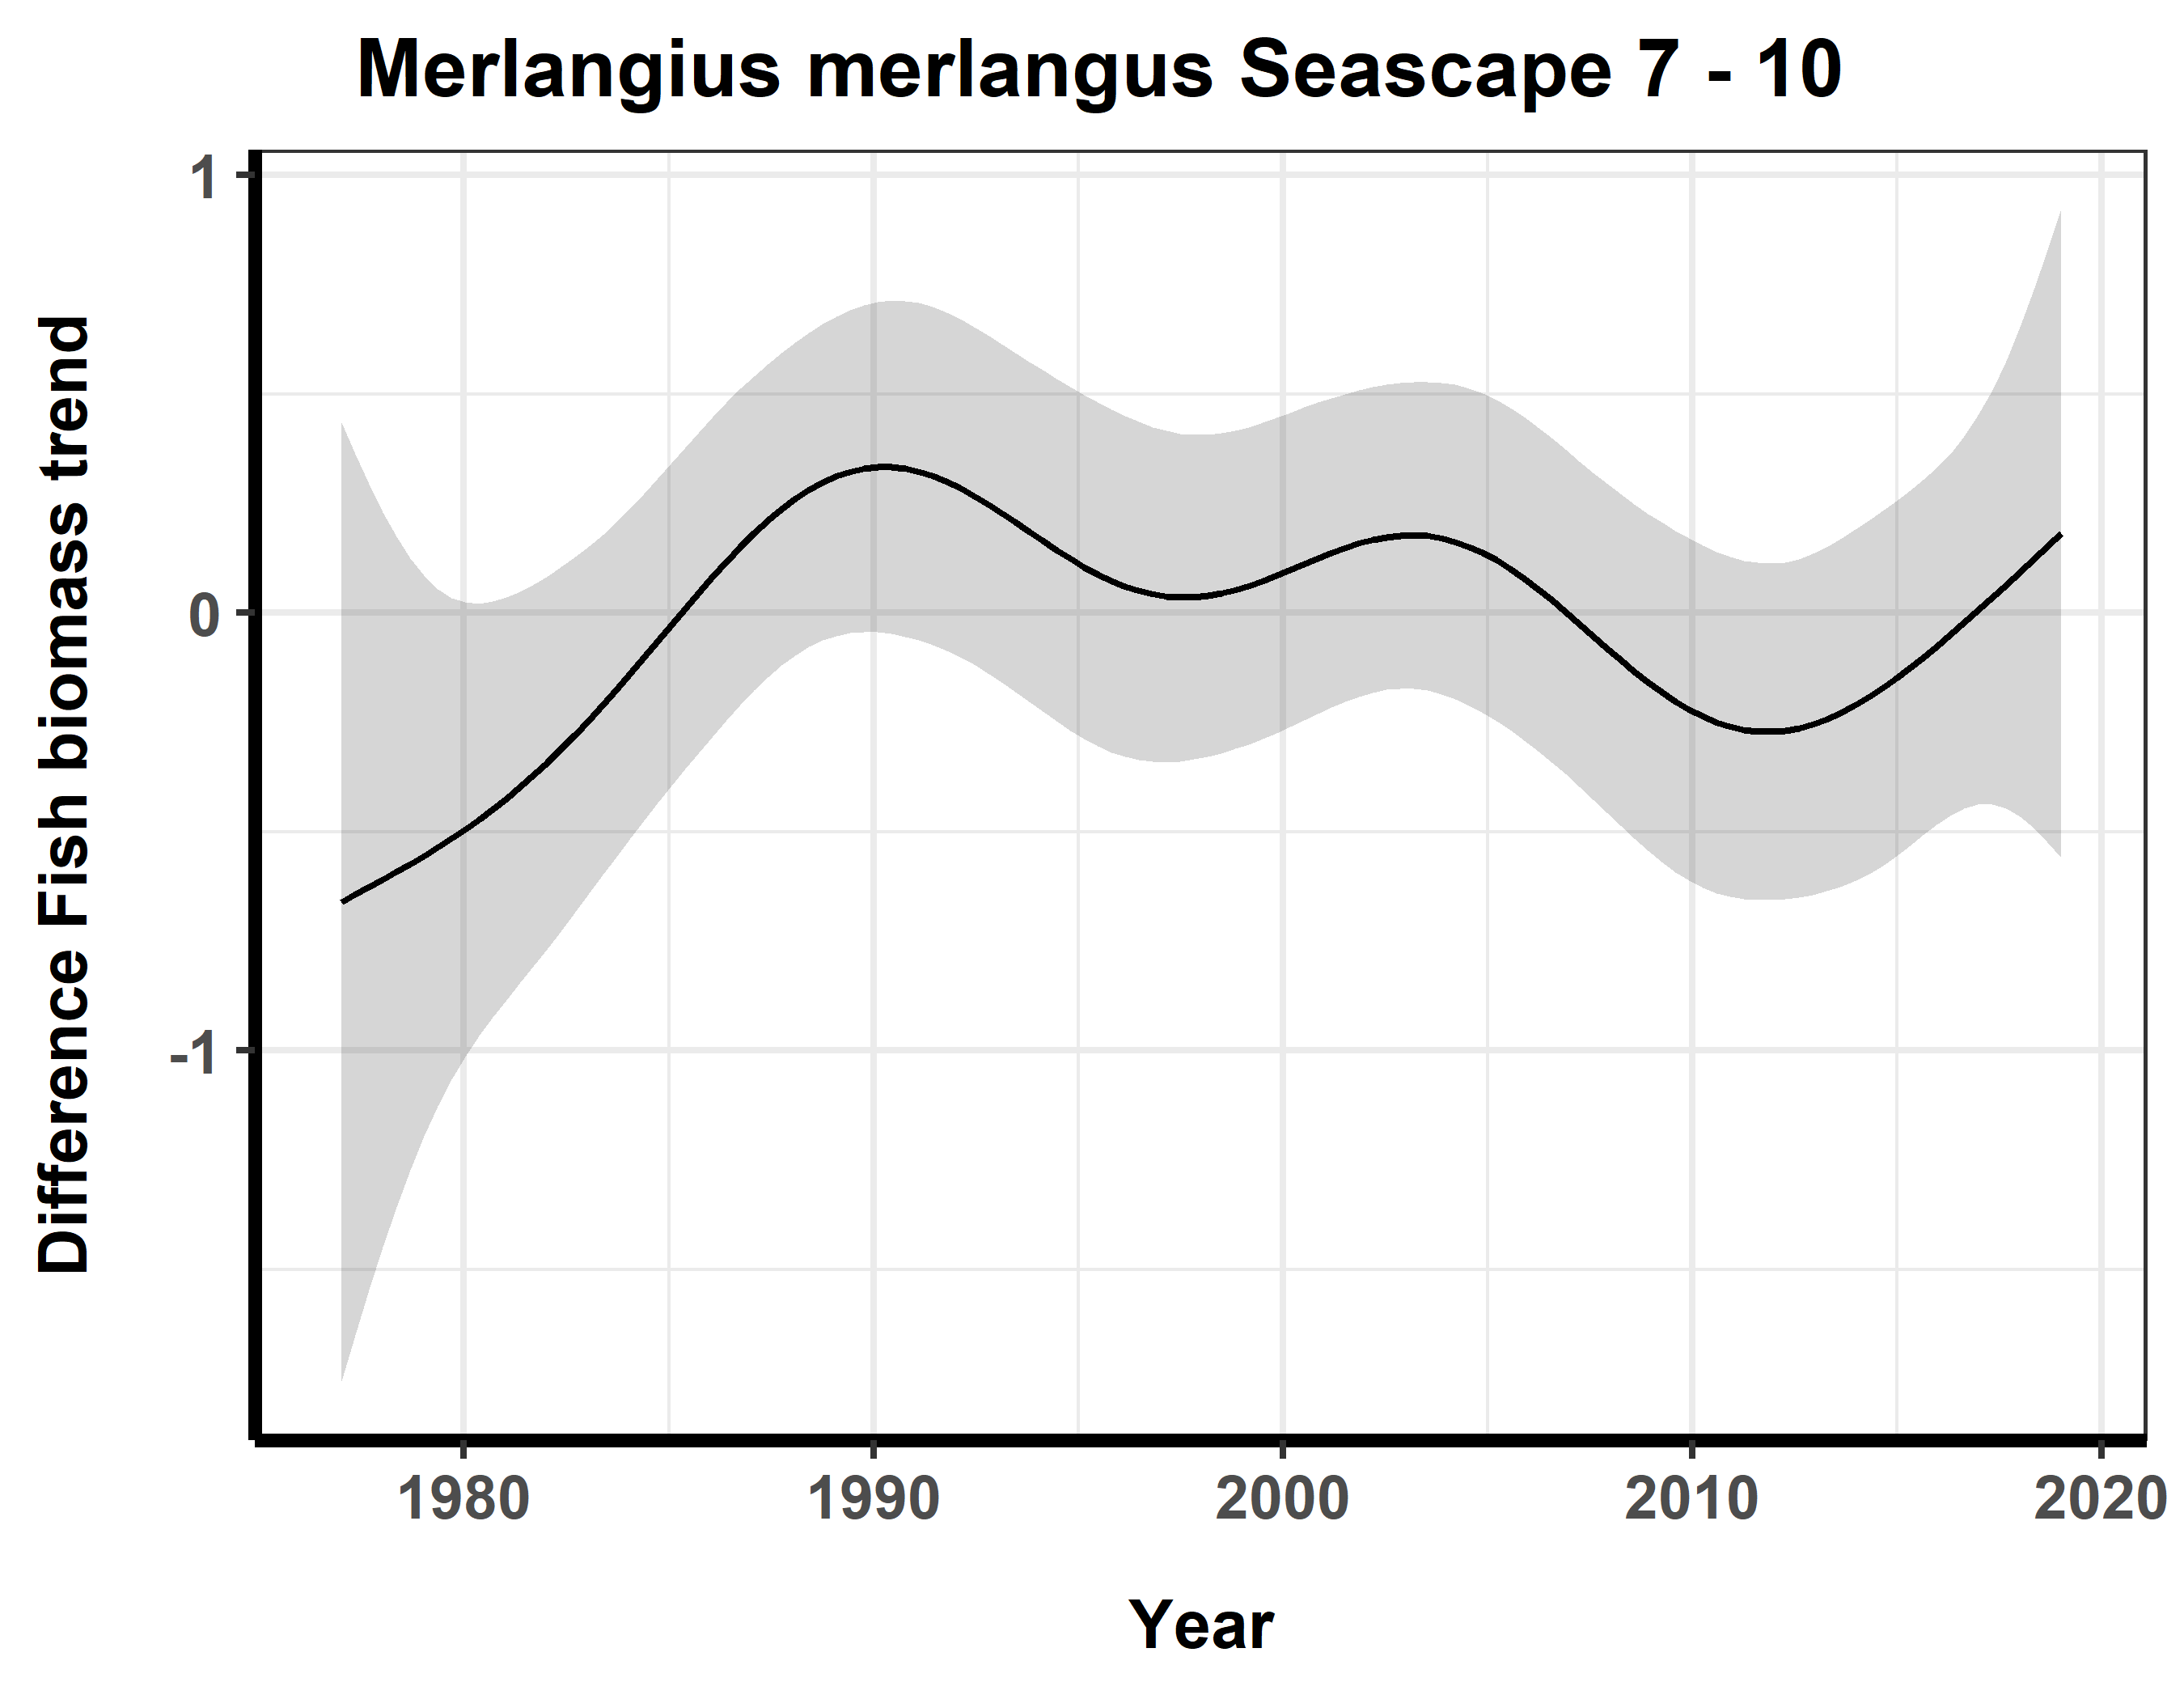 Merlangius merlangus Seascape 7 - 10
Difference Fish biomass trend
1
0
-1
1980 1990 2000 2010 2020
Year